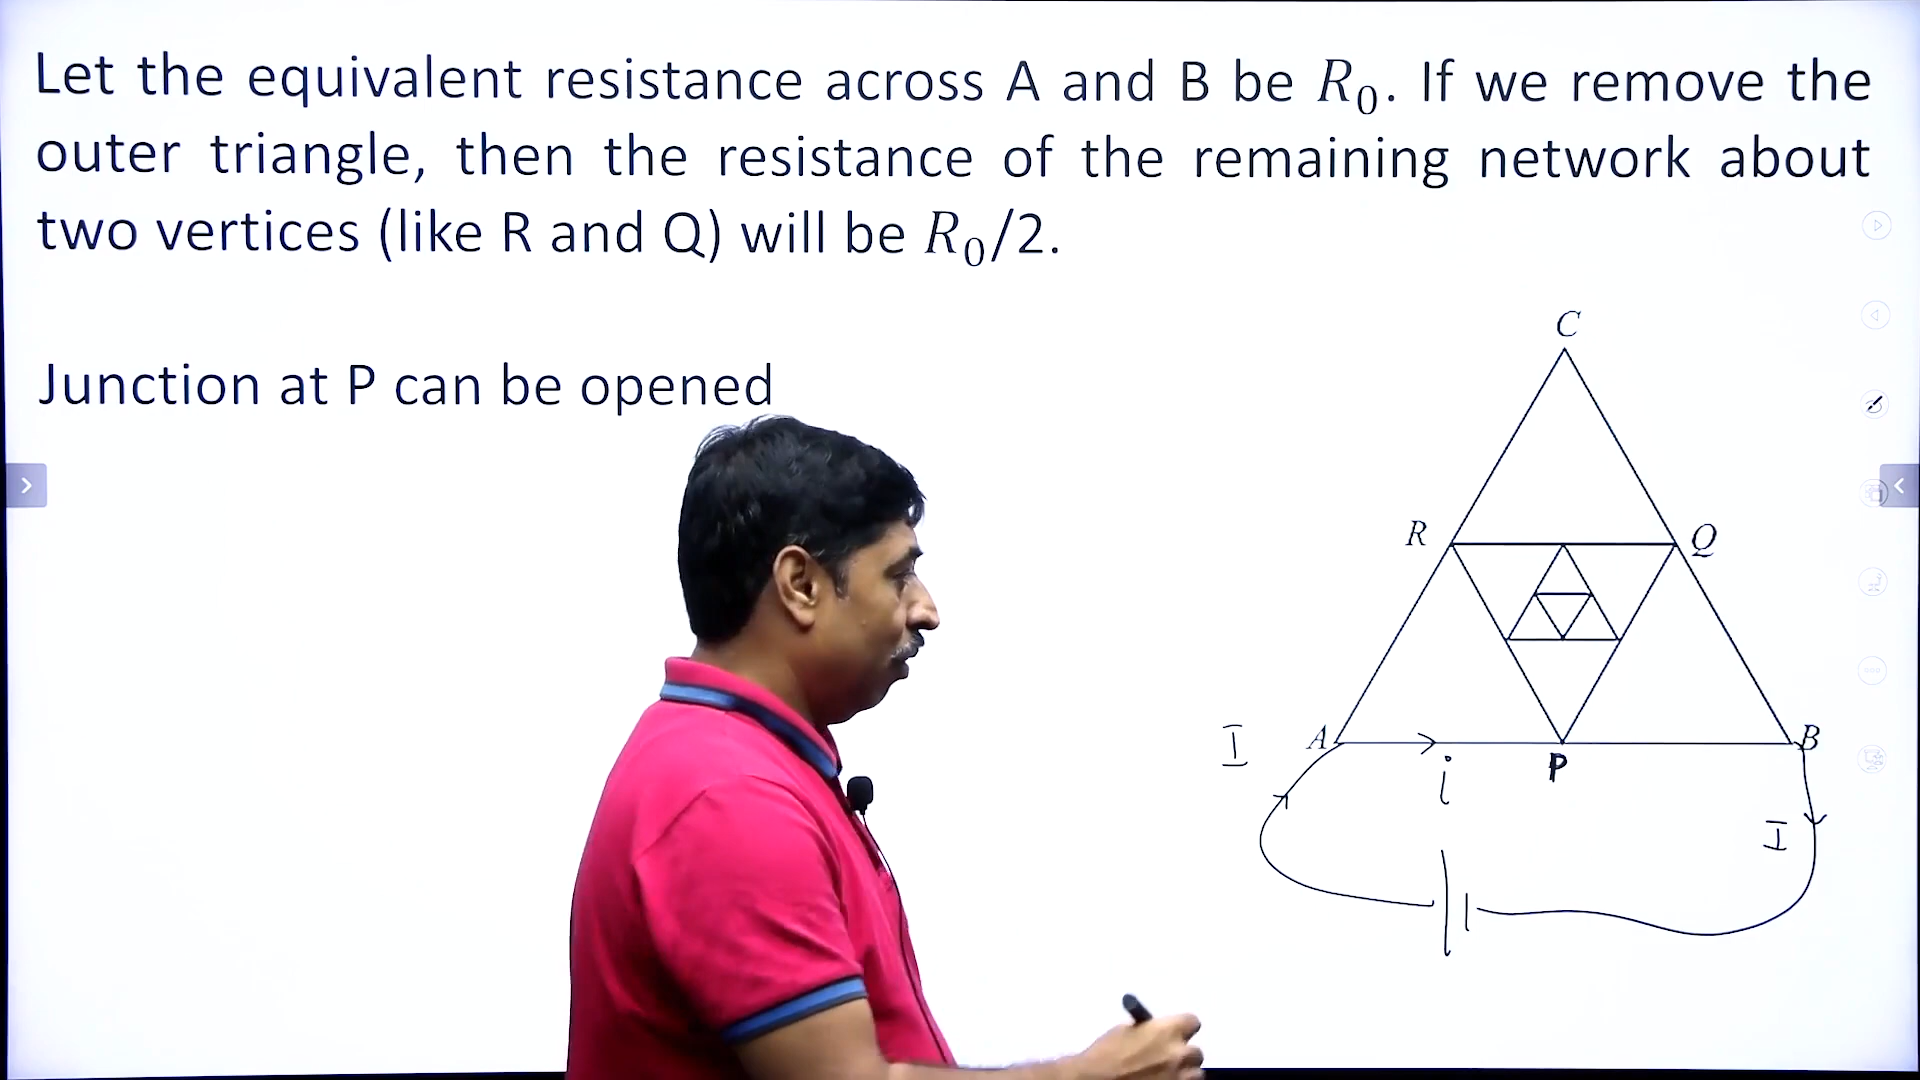 Let the equivalent resistance across A and B be R₀. If we remove the
outer triangle, then the resistance of the remaining network about
two vertices (like R and Q) will be R₀/2.
Junction at P can be opened
C
R
Q
I
A
B
i
P
I